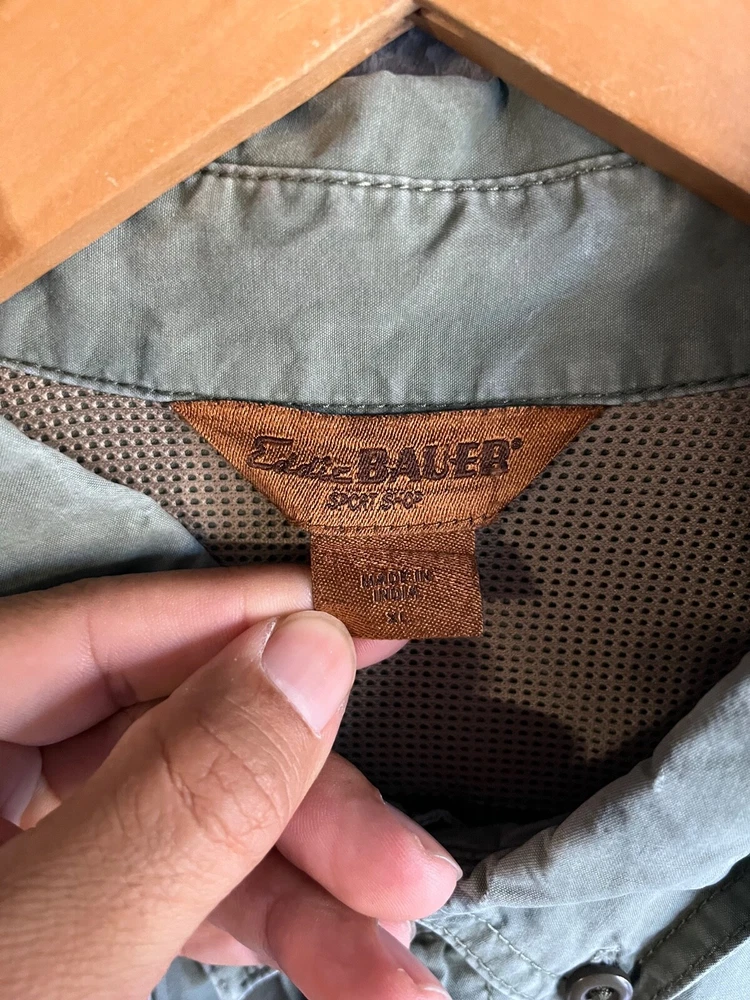 Eddie BAUER®
SPORT SHOP
MADE IN
INDIA
XL